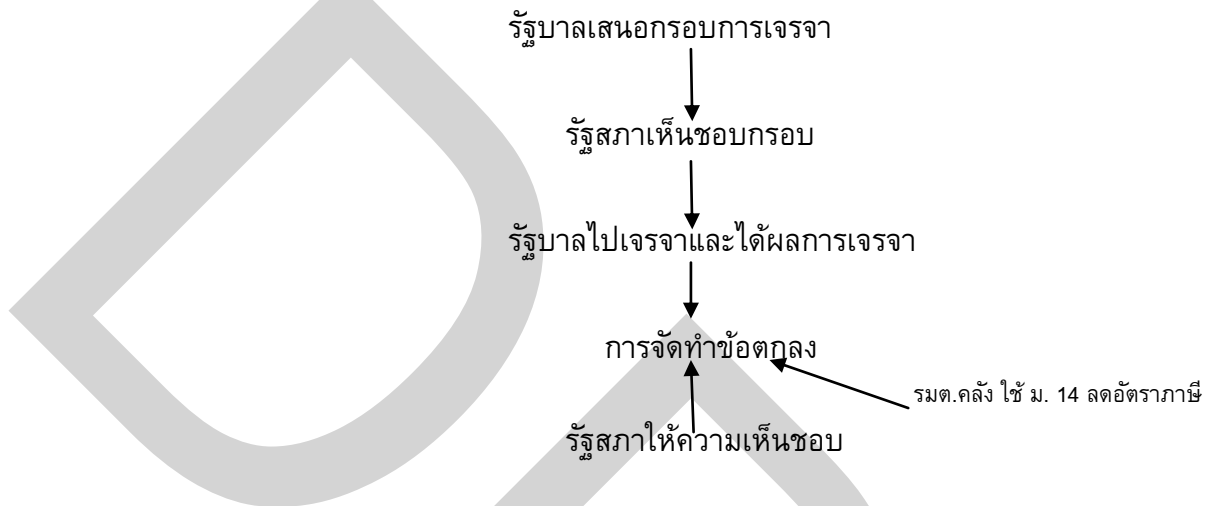 รัฐบาลเสนอกรอบการเจรจา
รัฐสภาเห็นชอบกรอบ
รัฐบาลไปเจรจาและได้ผลการเจรจา
การจัดทำข้อตกลง
รมต.คลัง ใช้ ม. 14 ลดอัตราภาษี
รัฐสภาให้ความเห็นชอบ